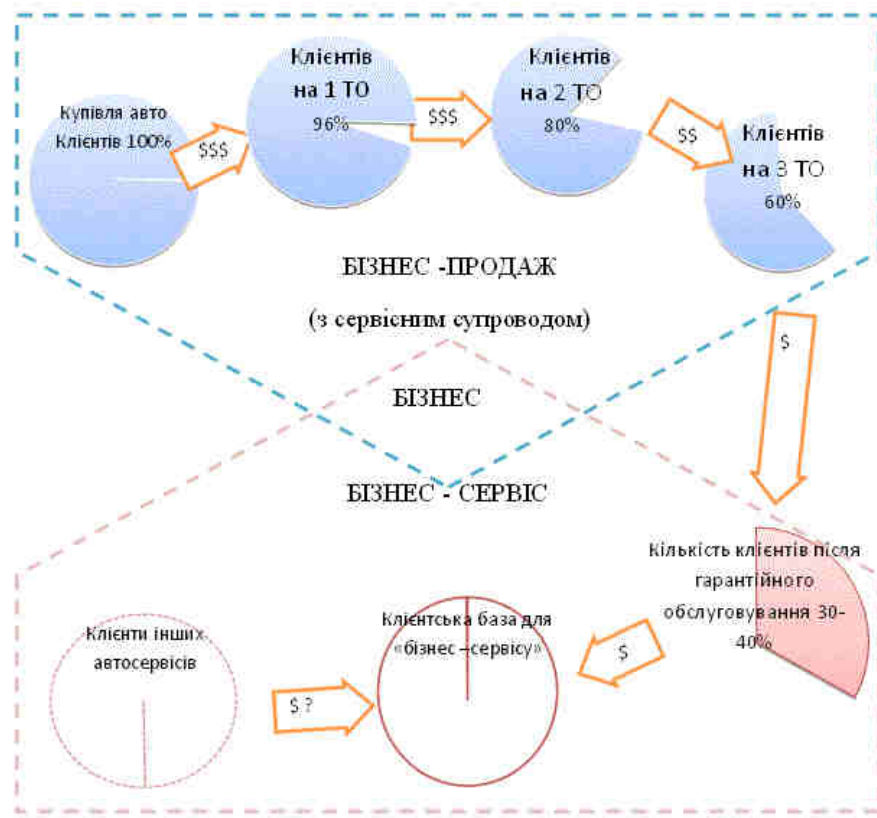 Купівля авто
Клієнтів 100%
$$$
Клієнтів
на 1 ТО
96%
$$$
Клієнтів
на 2 ТО
80%
$$
Клієнтів
на 3 ТО
60%
БІЗНЕС -ПРОДАЖ
(з сервісним супроводом)
$
БІЗНЕС
БІЗНЕС - СЕРВІС
Кількість клієнтів після
гарантійного
обслуговування 30-
40%
Клієнти інших
автосервісів
$ ?
Клієнтська база для
«бізнес –сервісу»
$